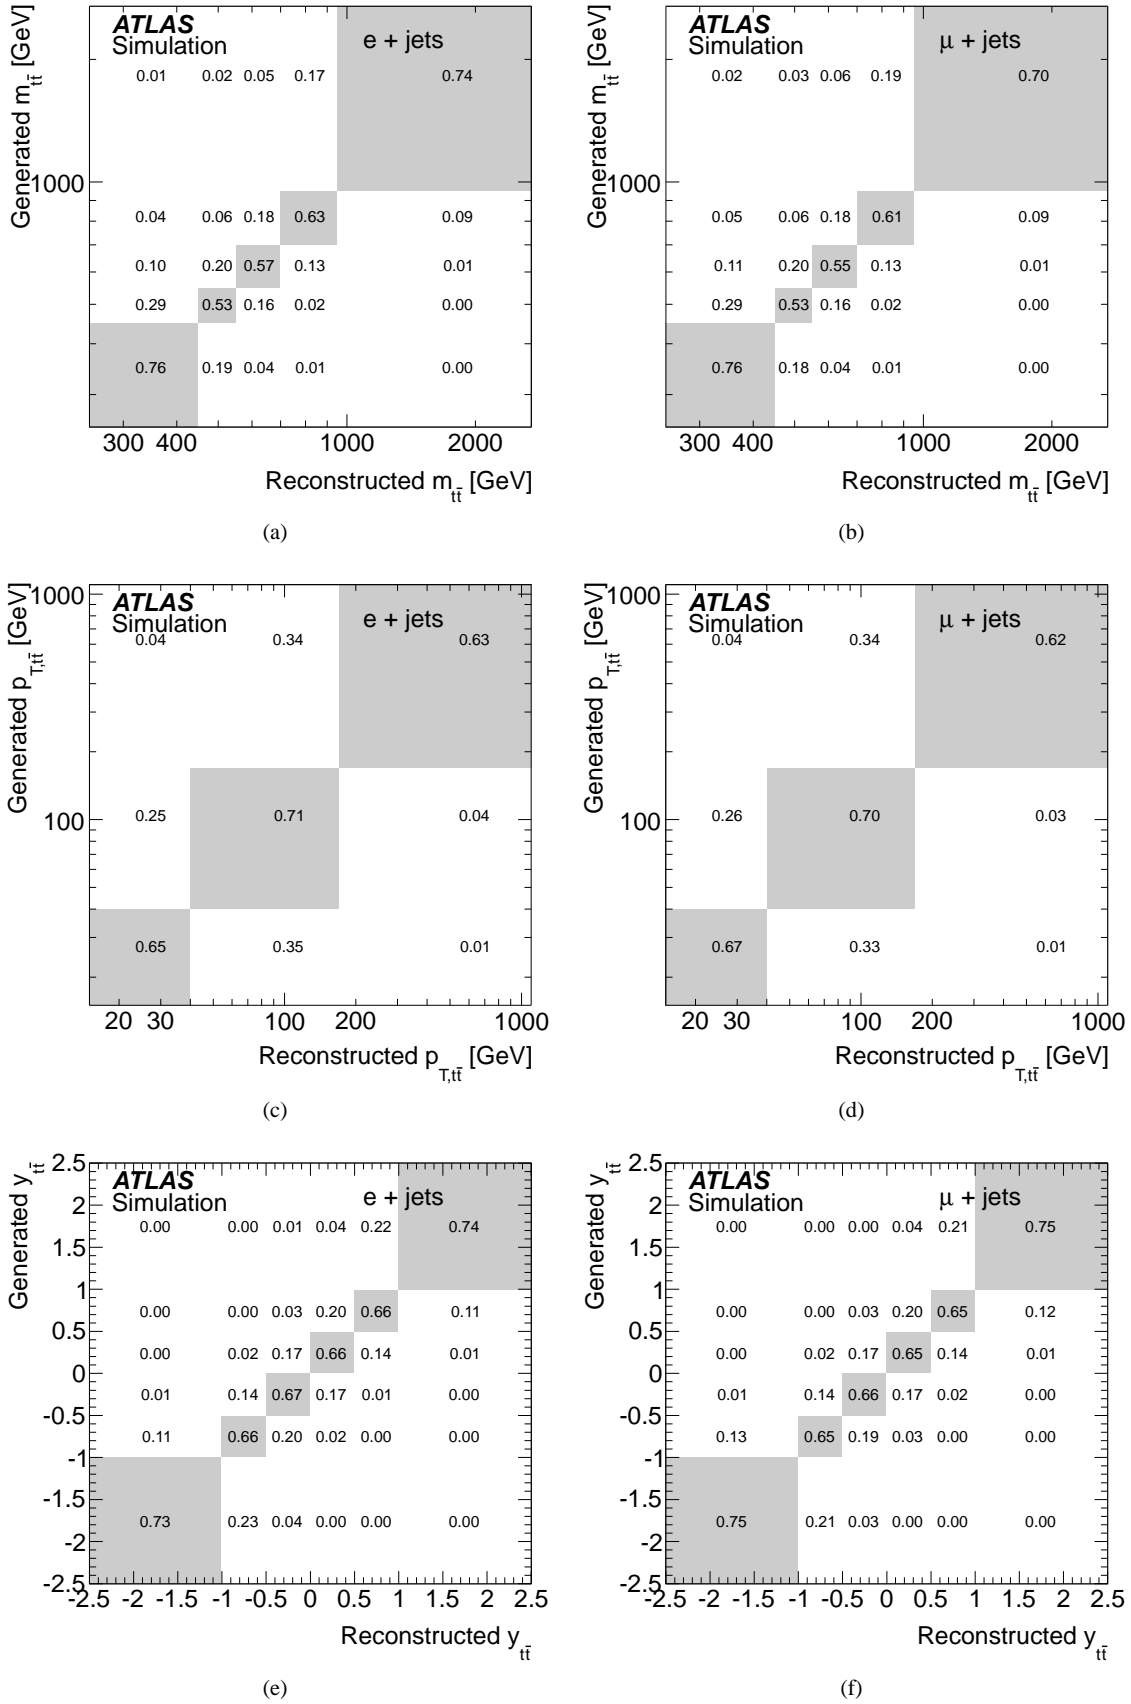 ATLAS
Simulation
e + jets
Generated m_{tt̄} [GeV]
0.01 0.02 0.05 0.17 0.74
1000
0.04 0.06 0.18 0.63 0.09
0.10 0.20 0.57 0.13 0.01
0.29 0.53 0.16 0.02 0.00
0.76 0.19 0.04 0.01 0.00
300 400 1000 2000
Reconstructed m_{tt̄} [GeV]
(a)
ATLAS
Simulation
μ + jets
Generated m_{tt̄} [GeV]
0.02 0.03 0.06 0.19 0.70
1000
0.05 0.06 0.18 0.61 0.09
0.11 0.20 0.55 0.13 0.01
0.29 0.53 0.16 0.02 0.00
0.76 0.18 0.04 0.01 0.00
300 400 1000 2000
Reconstructed m_{tt̄} [GeV]
(b)
1000
ATLAS
Simulation
e + jets
Generated p_{T,tt̄} [GeV]
0.04 0.34 0.63
100
0.25 0.71 0.04
0.65 0.35 0.01
20 30 100 200 1000
Reconstructed p_{T,tt̄} [GeV]
(c)
1000
ATLAS
Simulation
μ + jets
Generated p_{T,tt̄} [GeV]
0.04 0.34 0.62
100
0.26 0.70 0.03
0.67 0.33 0.01
20 30 100 200 1000
Reconstructed p_{T,tt̄} [GeV]
(d)
2.5
ATLAS
Simulation
e + jets
Generated y_{tt̄}
2
0.00 0.00 0.01 0.04 0.22 0.74
1.5
1
0.00 0.00 0.03 0.20 0.66 0.11
0.5
0.00 0.02 0.17 0.66 0.14 0.01
0
0.01 0.14 0.67 0.17 0.01 0.00
-0.5
0.11 0.66 0.20 0.02 0.00 0.00
-1
-1.5
0.73 0.23 0.04 0.00 0.00 0.00
-2
-2.5
-2.5 -2 -1.5 -1 -0.5 0 0.5 1 1.5 2 2.5
Reconstructed y_{tt̄}
(e)
2.5
ATLAS
Simulation
μ + jets
Generated y_{tt̄}
2
0.00 0.00 0.00 0.04 0.21 0.75
1.5
1
0.00 0.00 0.03 0.20 0.65 0.12
0.5
0.00 0.02 0.17 0.65 0.14 0.01
0
0.01 0.14 0.66 0.17 0.02 0.00
-0.5
0.13 0.65 0.19 0.03 0.00 0.00
-1
-1.5
0.75 0.21 0.03 0.00 0.00 0.00
-2
-2.5
-2.5 -2 -1.5 -1 -0.5 0 0.5 1 1.5 2 2.5
Reconstructed y_{tt̄}
(f)